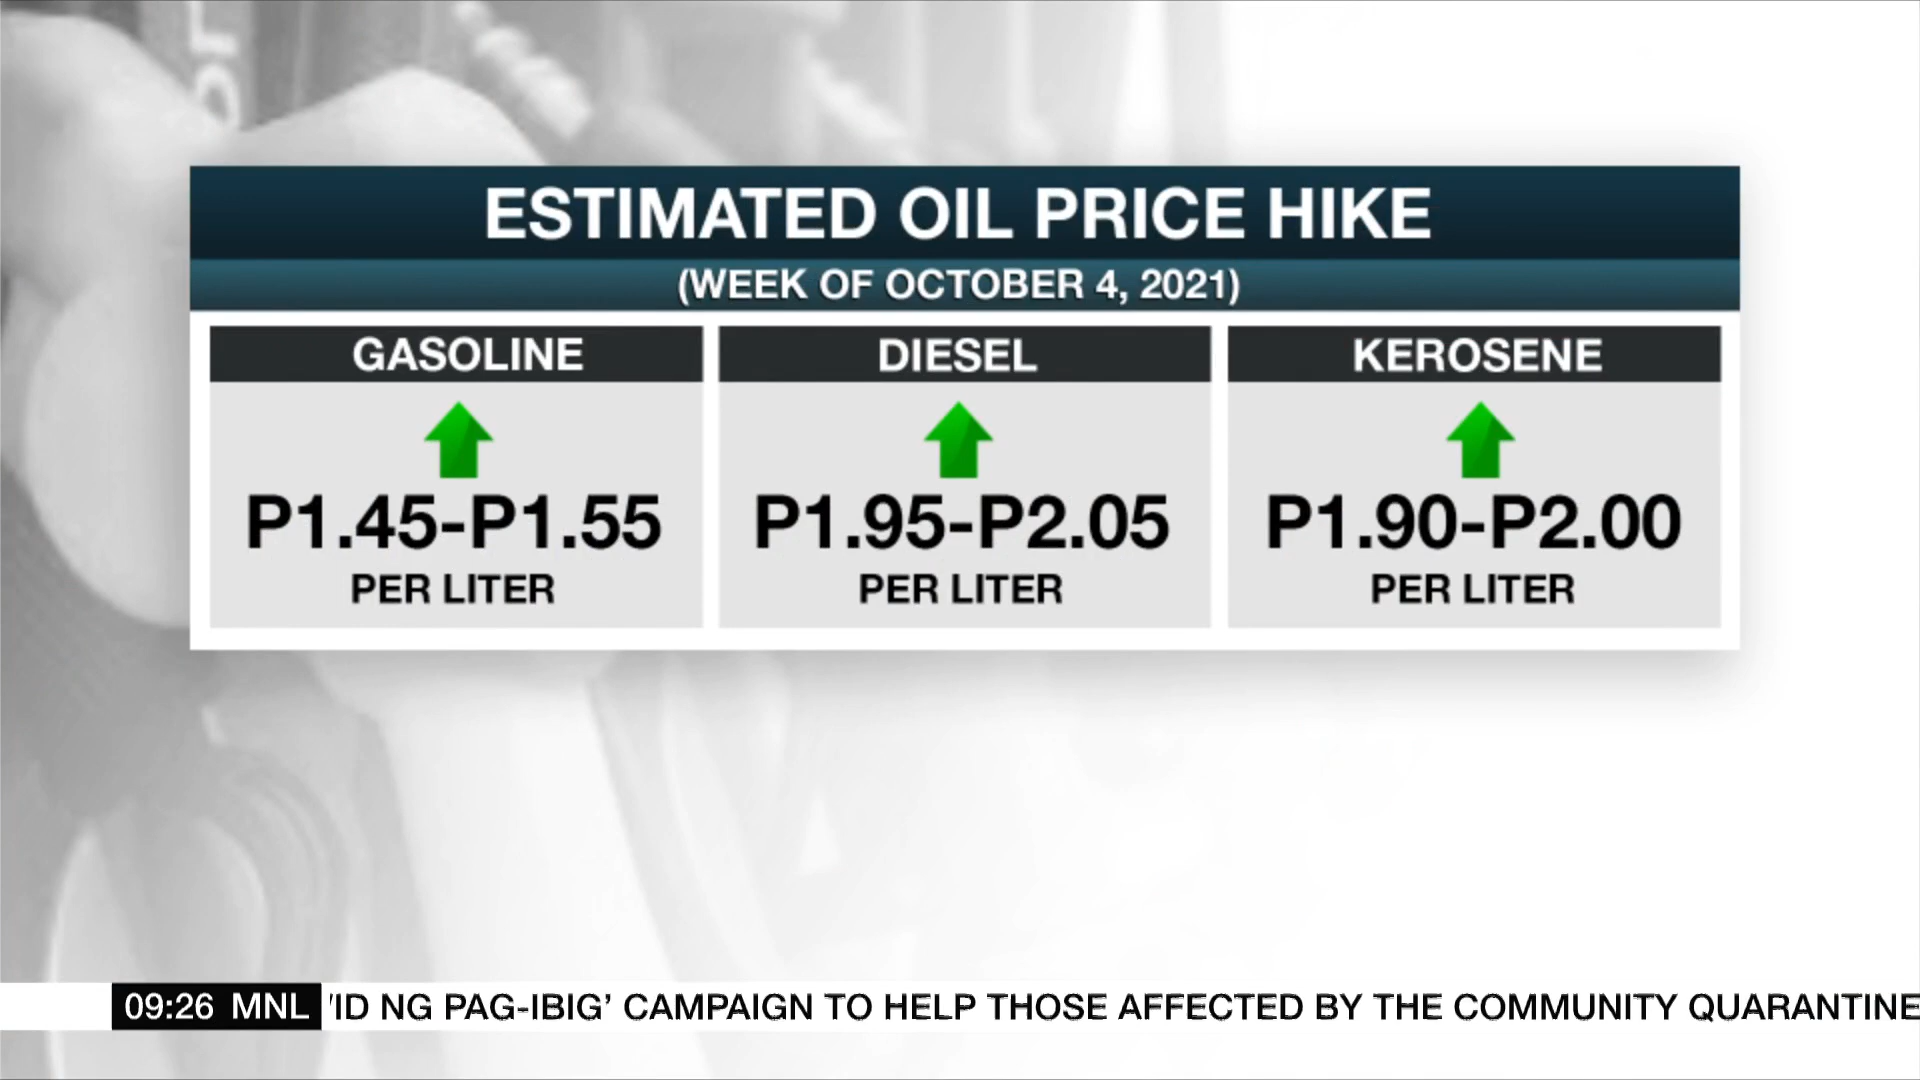 ESTIMATED OIL PRICE HIKE
(WEEK OF OCTOBER 4, 2021)
GASOLINE
P1.45-P1.55
PER LITER
DIESEL
P1.95-P2.05
PER LITER
KEROSENE
P1.90-P2.00
PER LITER
09:26 MNL
NG PAG-IBIG’ CAMPAIGN TO HELP THOSE AFFECTED BY THE COMMUNITY QUARANTINE